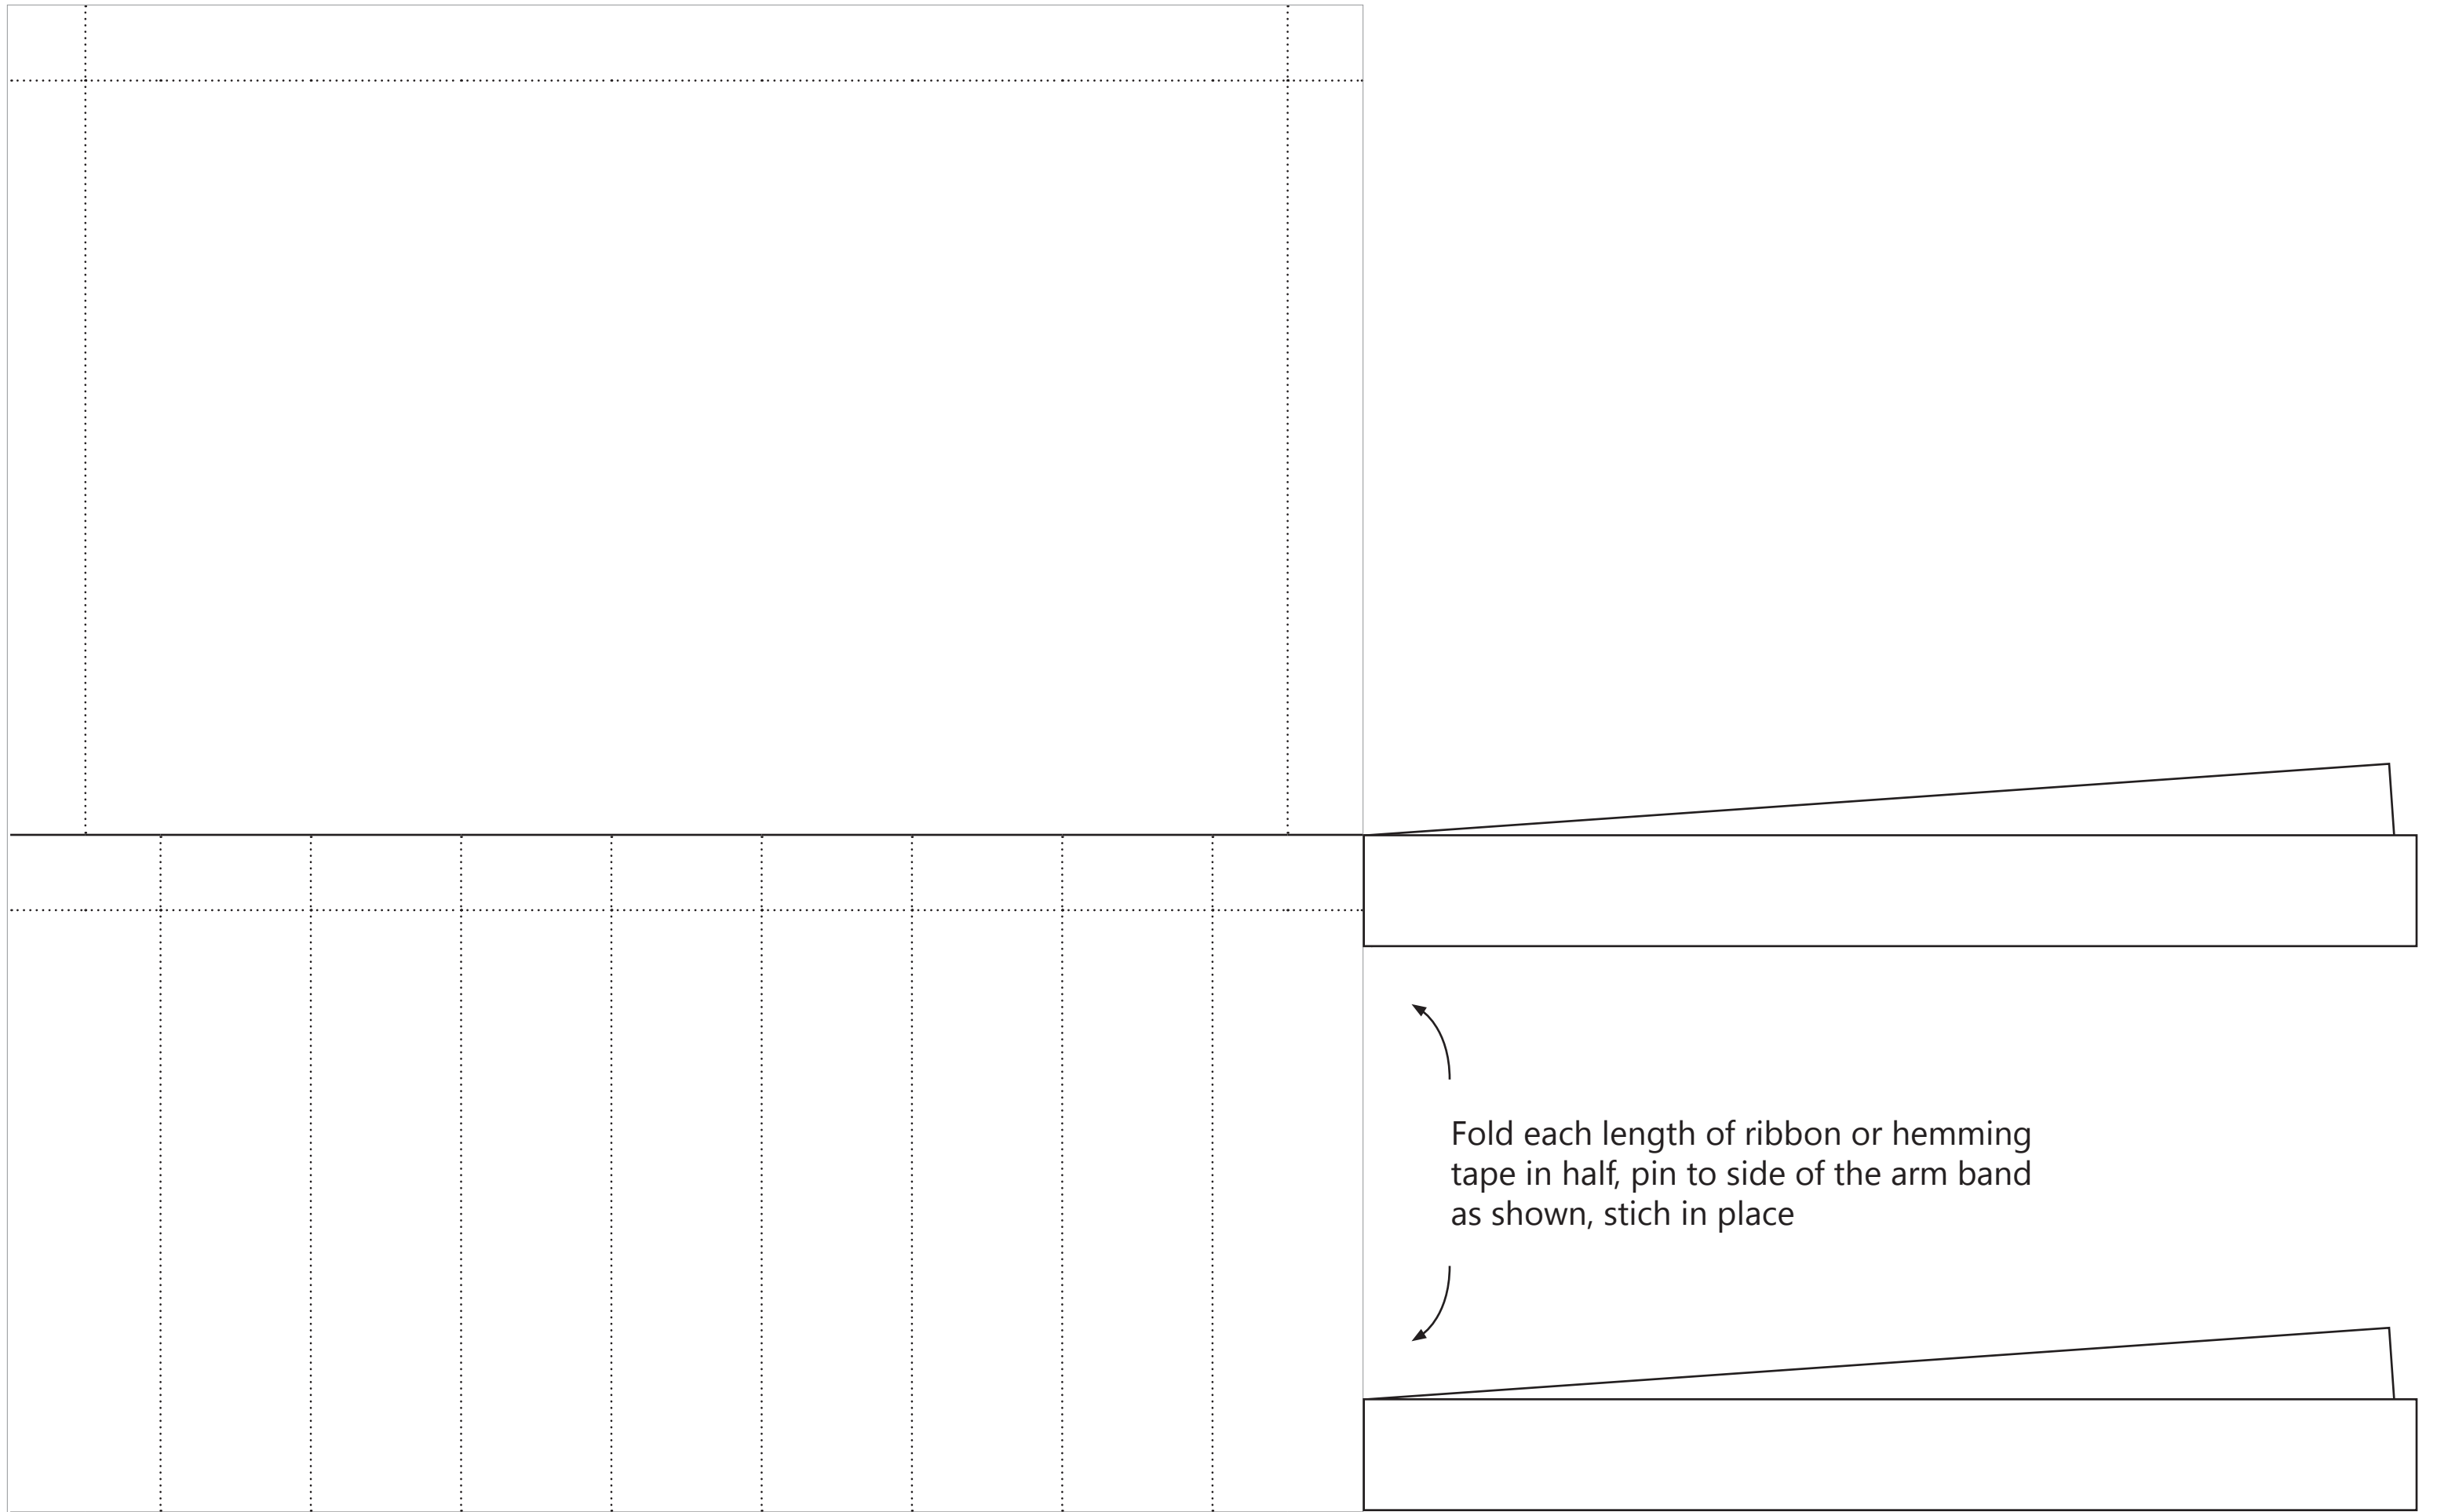 Fold each length of ribbon or hemming
tape in half, pin to side of the arm band
as shown, stich in place